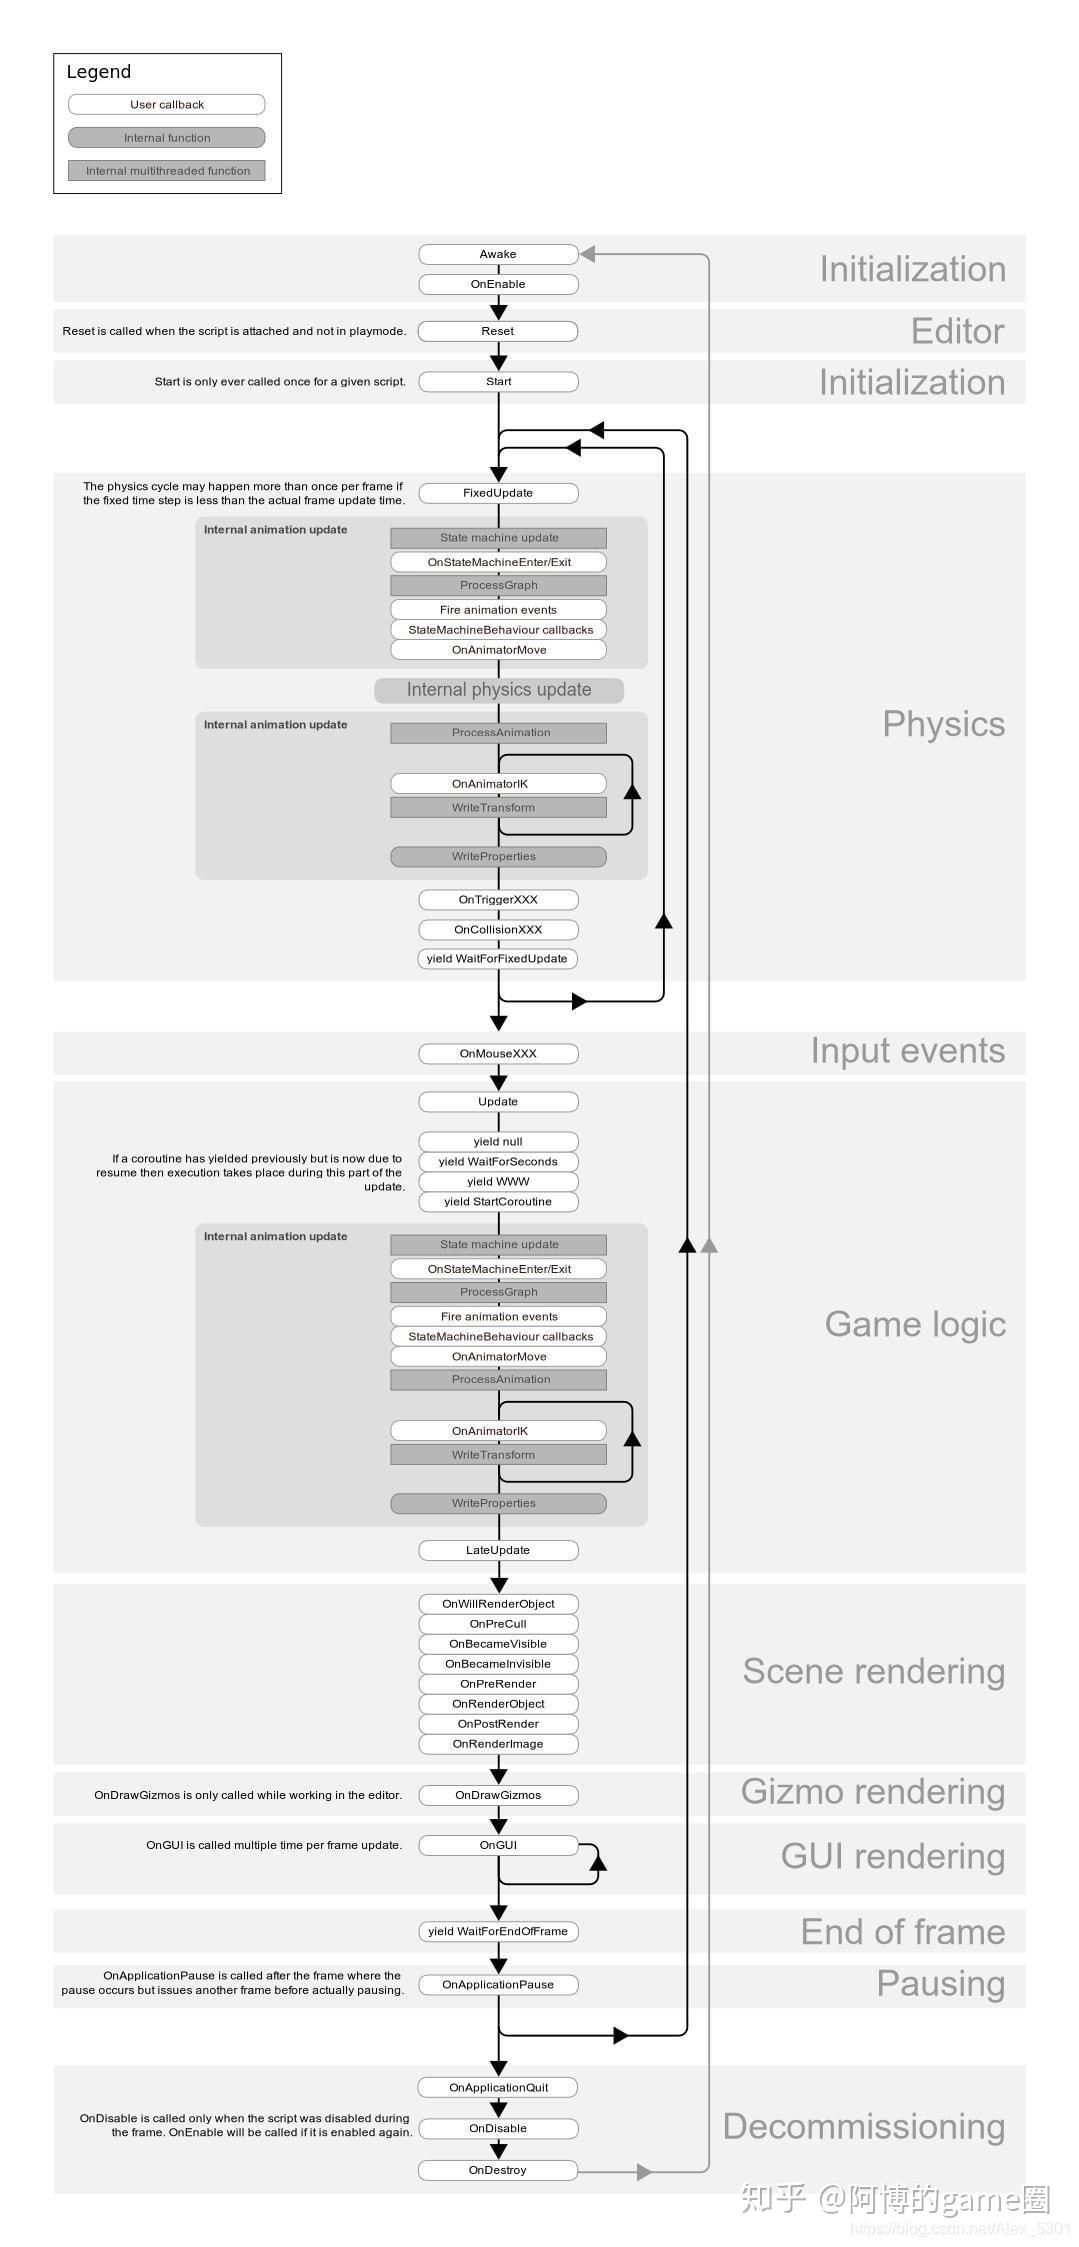 Legend
User callback
Internal function
Internal multithreaded function
Awake
Initialization
OnEnable
Reset is called when the script is attached and not in playmode.
Reset
Editor
Start is only ever called once for a given script.
Start
Initialization
The physics cycle may happen more than once per frame if
the fixed time step is less than the actual frame update time.
FixedUpdate
Internal animation update
State machine update
OnStateMachineEnter/Exit
ProcessGraph
Fire animation events
StateMachineBehaviour callbacks
OnAnimatorMove
Internal physics update
Physics
Internal animation update
ProcessAnimation
OnAnimatorIK
WriteTransform
WriteProperties
OnTriggerXXX
OnCollisionXXX
yield WaitForFixedUpdate
OnMouseXXX
Input events
Update
yield null
If a coroutine has yielded previously but is now due to
resume then execution takes place during this part of the
update.
yield WaitForSeconds
yield WWW
yield StartCoroutine
Internal animation update
State machine update
OnStateMachineEnter/Exit
ProcessGraph
Fire animation events
Game logic
StateMachineBehaviour callbacks
OnAnimatorMove
ProcessAnimation
OnAnimatorIK
WriteTransform
WriteProperties
LateUpdate
OnWillRenderObject
OnPreCull
OnBecameVisible
OnBecameInvisible
Scene rendering
OnPreRender
OnRenderObject
OnPostRender
OnRenderImage
OnDrawGizmos is only called while working in the editor.
OnDrawGizmos
Gizmo rendering
OnGUI is called multiple time per frame update.
OnGUI
GUI rendering
yield WaitForEndOfFrame
End of frame
OnApplicationPause is called after the frame where the
pause occurs but issues another frame before actually pausing.
OnApplicationPause
Pausing
OnApplicationQuit
OnDisable is called only when the script was disabled during
the frame. OnEnable will be called if it is enabled again.
OnDisable
Decommissioning
OnDestroy
知乎 @阿博的game圈
https://blog.csdn.net/Alex_5301